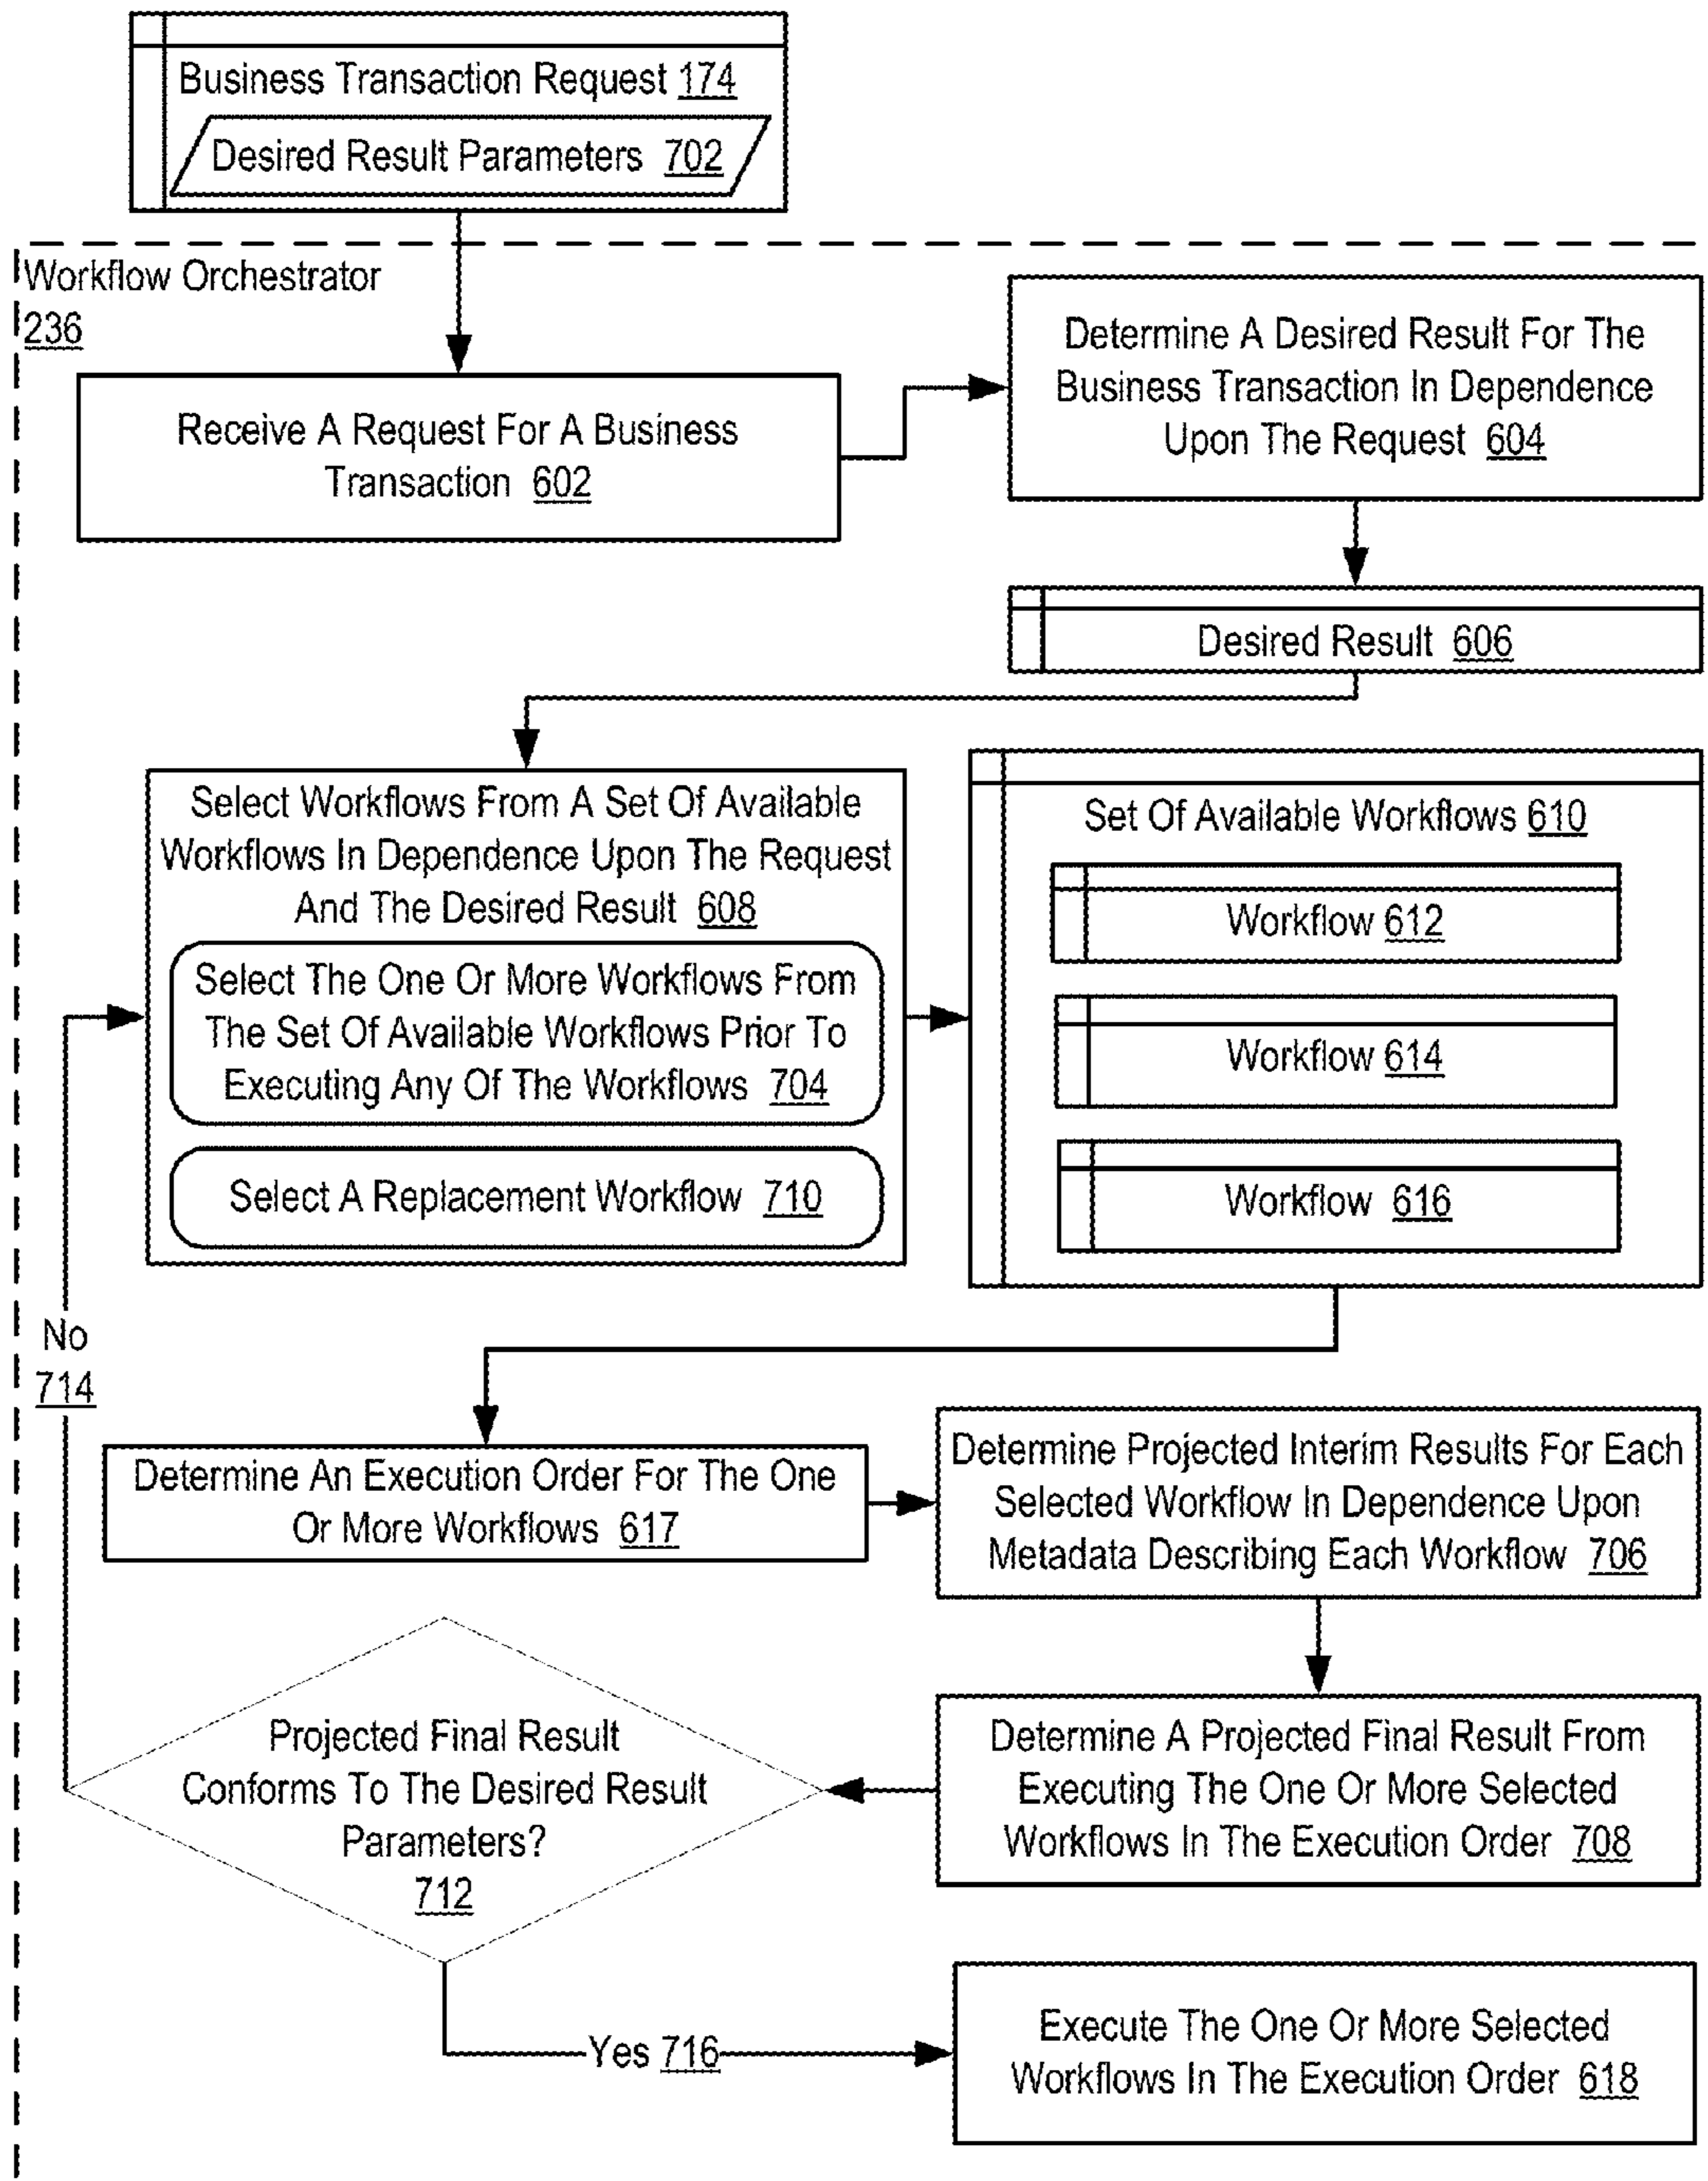 Business Transaction Request 174
Desired Result Parameters 702
Workflow Orchestrator
236
Receive A Request For A Business
Transaction 602
Determine A Desired Result For The
Business Transaction In Dependence
Upon The Request 604
Desired Result 606
Select Workflows From A Set Of Available
Workflows In Dependence Upon The Request
And The Desired Result 608
Select The One Or More Workflows From
The Set Of Available Workflows Prior To
Executing Any Of The Workflows 704
Select A Replacement Workflow 710
Set Of Available Workflows 610
Workflow 612
Workflow 614
Workflow 616
No
714
Determine An Execution Order For The One
Or More Workflows 617
Determine Projected Interim Results For Each
Selected Workflow In Dependence Upon
Metadata Describing Each Workflow 706
Projected Final Result
Conforms To The Desired Result
Parameters?
712
Determine A Projected Final Result From
Executing The One Or More Selected
Workflows In The Execution Order 708
Yes 716
Execute The One Or More Selected
Workflows In The Execution Order 618